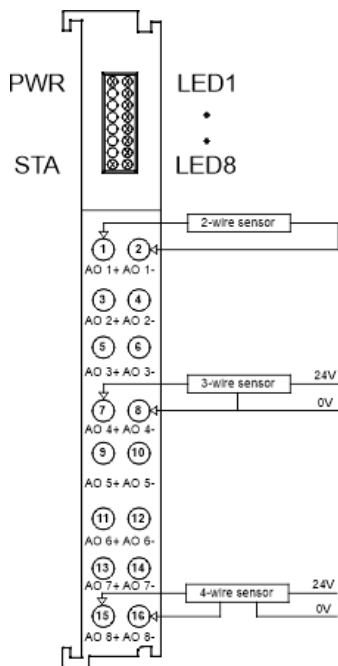 PWR LED1
STA LED8
2-wire sensor
1 2
AO 1+ AO 1-
3 4
AO 2+ AO 2-
5 6
AO 3+ AO 3-
3-wire sensor 24V
0V
7 8
AO 4+ AO 4-
9 10
AO 5+ AO 5-
11 12
AO 6+ AO 6-
13 14
AO 7+ AO 7-
4-wire sensor 24V
0V
15 16
AO 8+ AO 8-